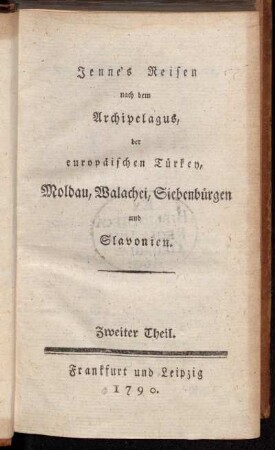 Jenne's Reisen
nach dem
Archipelagus,
der
europäischen Türkey,
Moldau, Walachei, Siebenbürgen
und
Slavonien.
Zweiter Theil.
Frankfurt und Leipzig
1790.